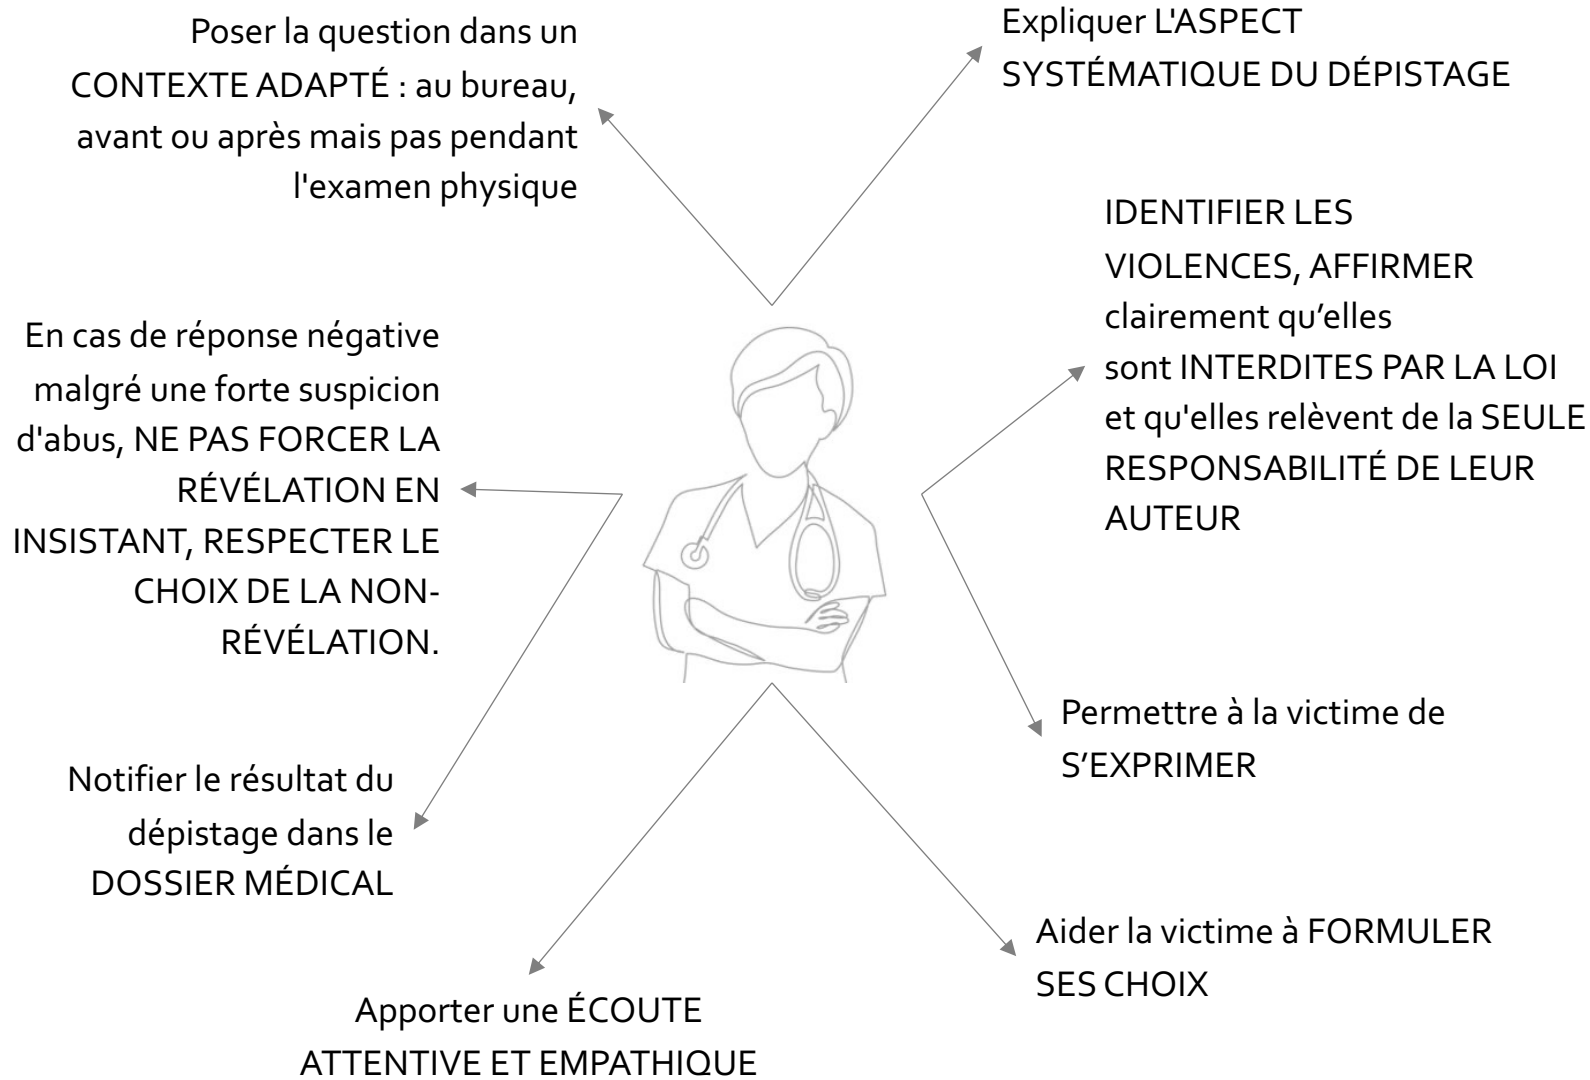 Poser la question dans un
CONTEXTE ADAPTÉ : au bureau,
avant ou après mais pas pendant
l'examen physique
Expliquer L'ASPECT
SYSTÉMATIQUE DU DÉPISTAGE
IDENTIFIER LES
VIOLENCES, AFFIRMER
clairement qu’elles
sont INTERDITES PAR LA LOI
et qu'elles relèvent de la SEULE
RESPONSABILITÉ DE LEUR
AUTEUR
En cas de réponse négative
malgré une forte suspicion
d'abus, NE PAS FORCER LA
RÉVÉLATION EN
INSISTANT, RESPECTER LE
CHOIX DE LA NON-
RÉVÉLATION.
Permettre à la victime de
S’EXPRIMER
Notifier le résultat du
dépistage dans le
DOSSIER MÉDICAL
Aider la victime à FORMULER
SES CHOIX
Apporter une ÉCOUTE
ATTENTIVE ET EMPATHIQUE